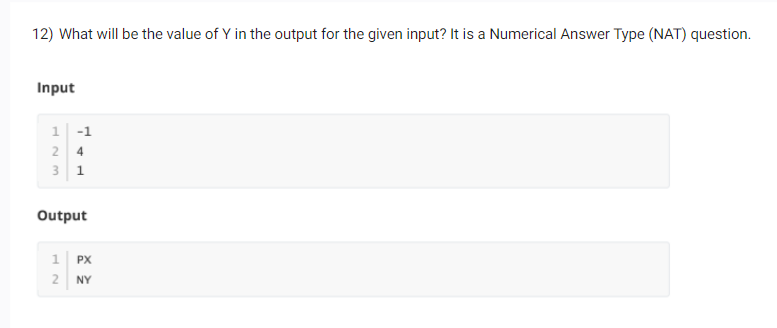 12) What will be the value of Y in the output for the given input? It is a Numerical Answer Type (NAT) question.
Input
1 -1
2 4
3 1
Output
1 PX
2 NY